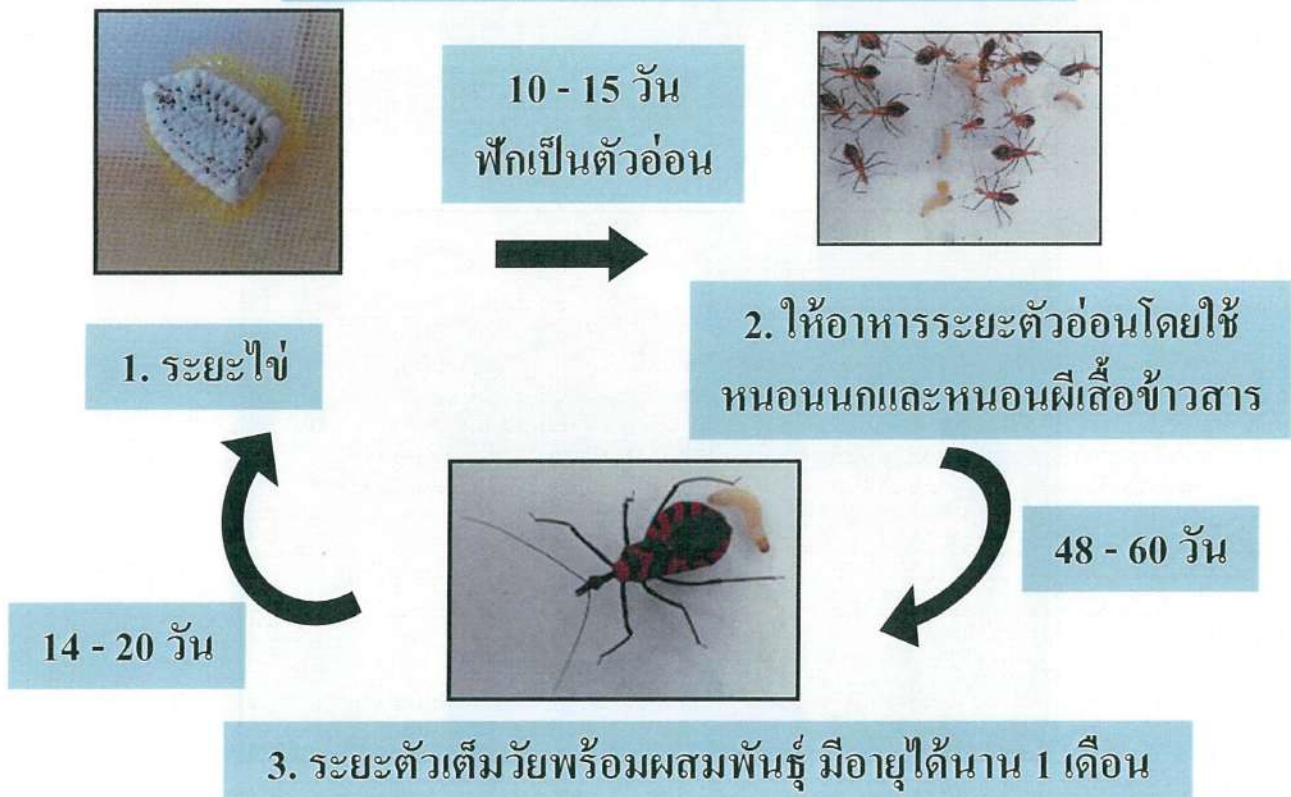 10 - 15 วัน
ฟักเป็นตัวอ่อน
1. ระยะไข่
2. ให้อาหารระยะตัวอ่อนโดยใช้
หนอนนกและหนอนผีเสื้อข้าวสาร
48 - 60 วัน
14 - 20 วัน
3. ระยะตัวเต็มวัยพร้อมผสมพันธุ์ มีอายุได้นาน 1 เดือน